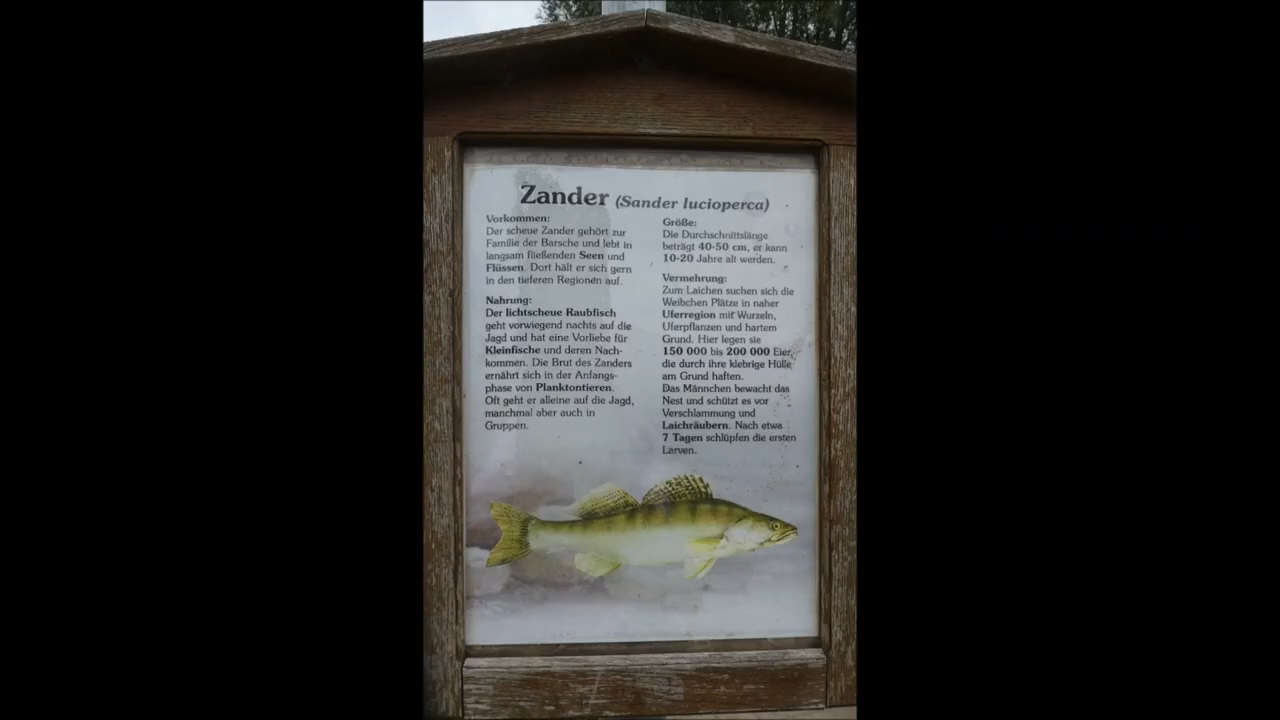 Zander (Sander lucioperca)
Vorkommen:
Der scheue Zander gehört zur
Familie der Barsche und lebt in
langsam fließenden Seen und
Flüssen. Dort hält er sich gern
in den tieferen Regionen auf.
Nahrung:
Der lichtscheue Raubfisch
geht vorwiegend nachts auf die
Jagd und hat eine Vorliebe für
Kleinfische und deren Nach-
kommen. Die Brut des Zanders
ernährt sich in der Anfangs-
phase von Planktontieren.
Oft geht er alleine auf die Jagd,
manchmal aber auch in
Gruppen.
Größe:
Die Durchschnittslänge
beträgt 40-50 cm, er kann
10-20 Jahre alt werden.
Vermehrung:
Zum Laichen suchen sich die
Weibchen Plätze in naher
Uferregion mit Wurzeln,
Uferpflanzen und hartem
Grund. Hier legen sie
150 000 bis 200 000 Eier,
die durch ihre klebrige Hülle
am Grund haften.
Das Männchen bewacht das
Nest und schützt es vor
Verschlammung und
Laichräubern. Nach etwa
7 Tagen schlüpfen die ersten
Larven.